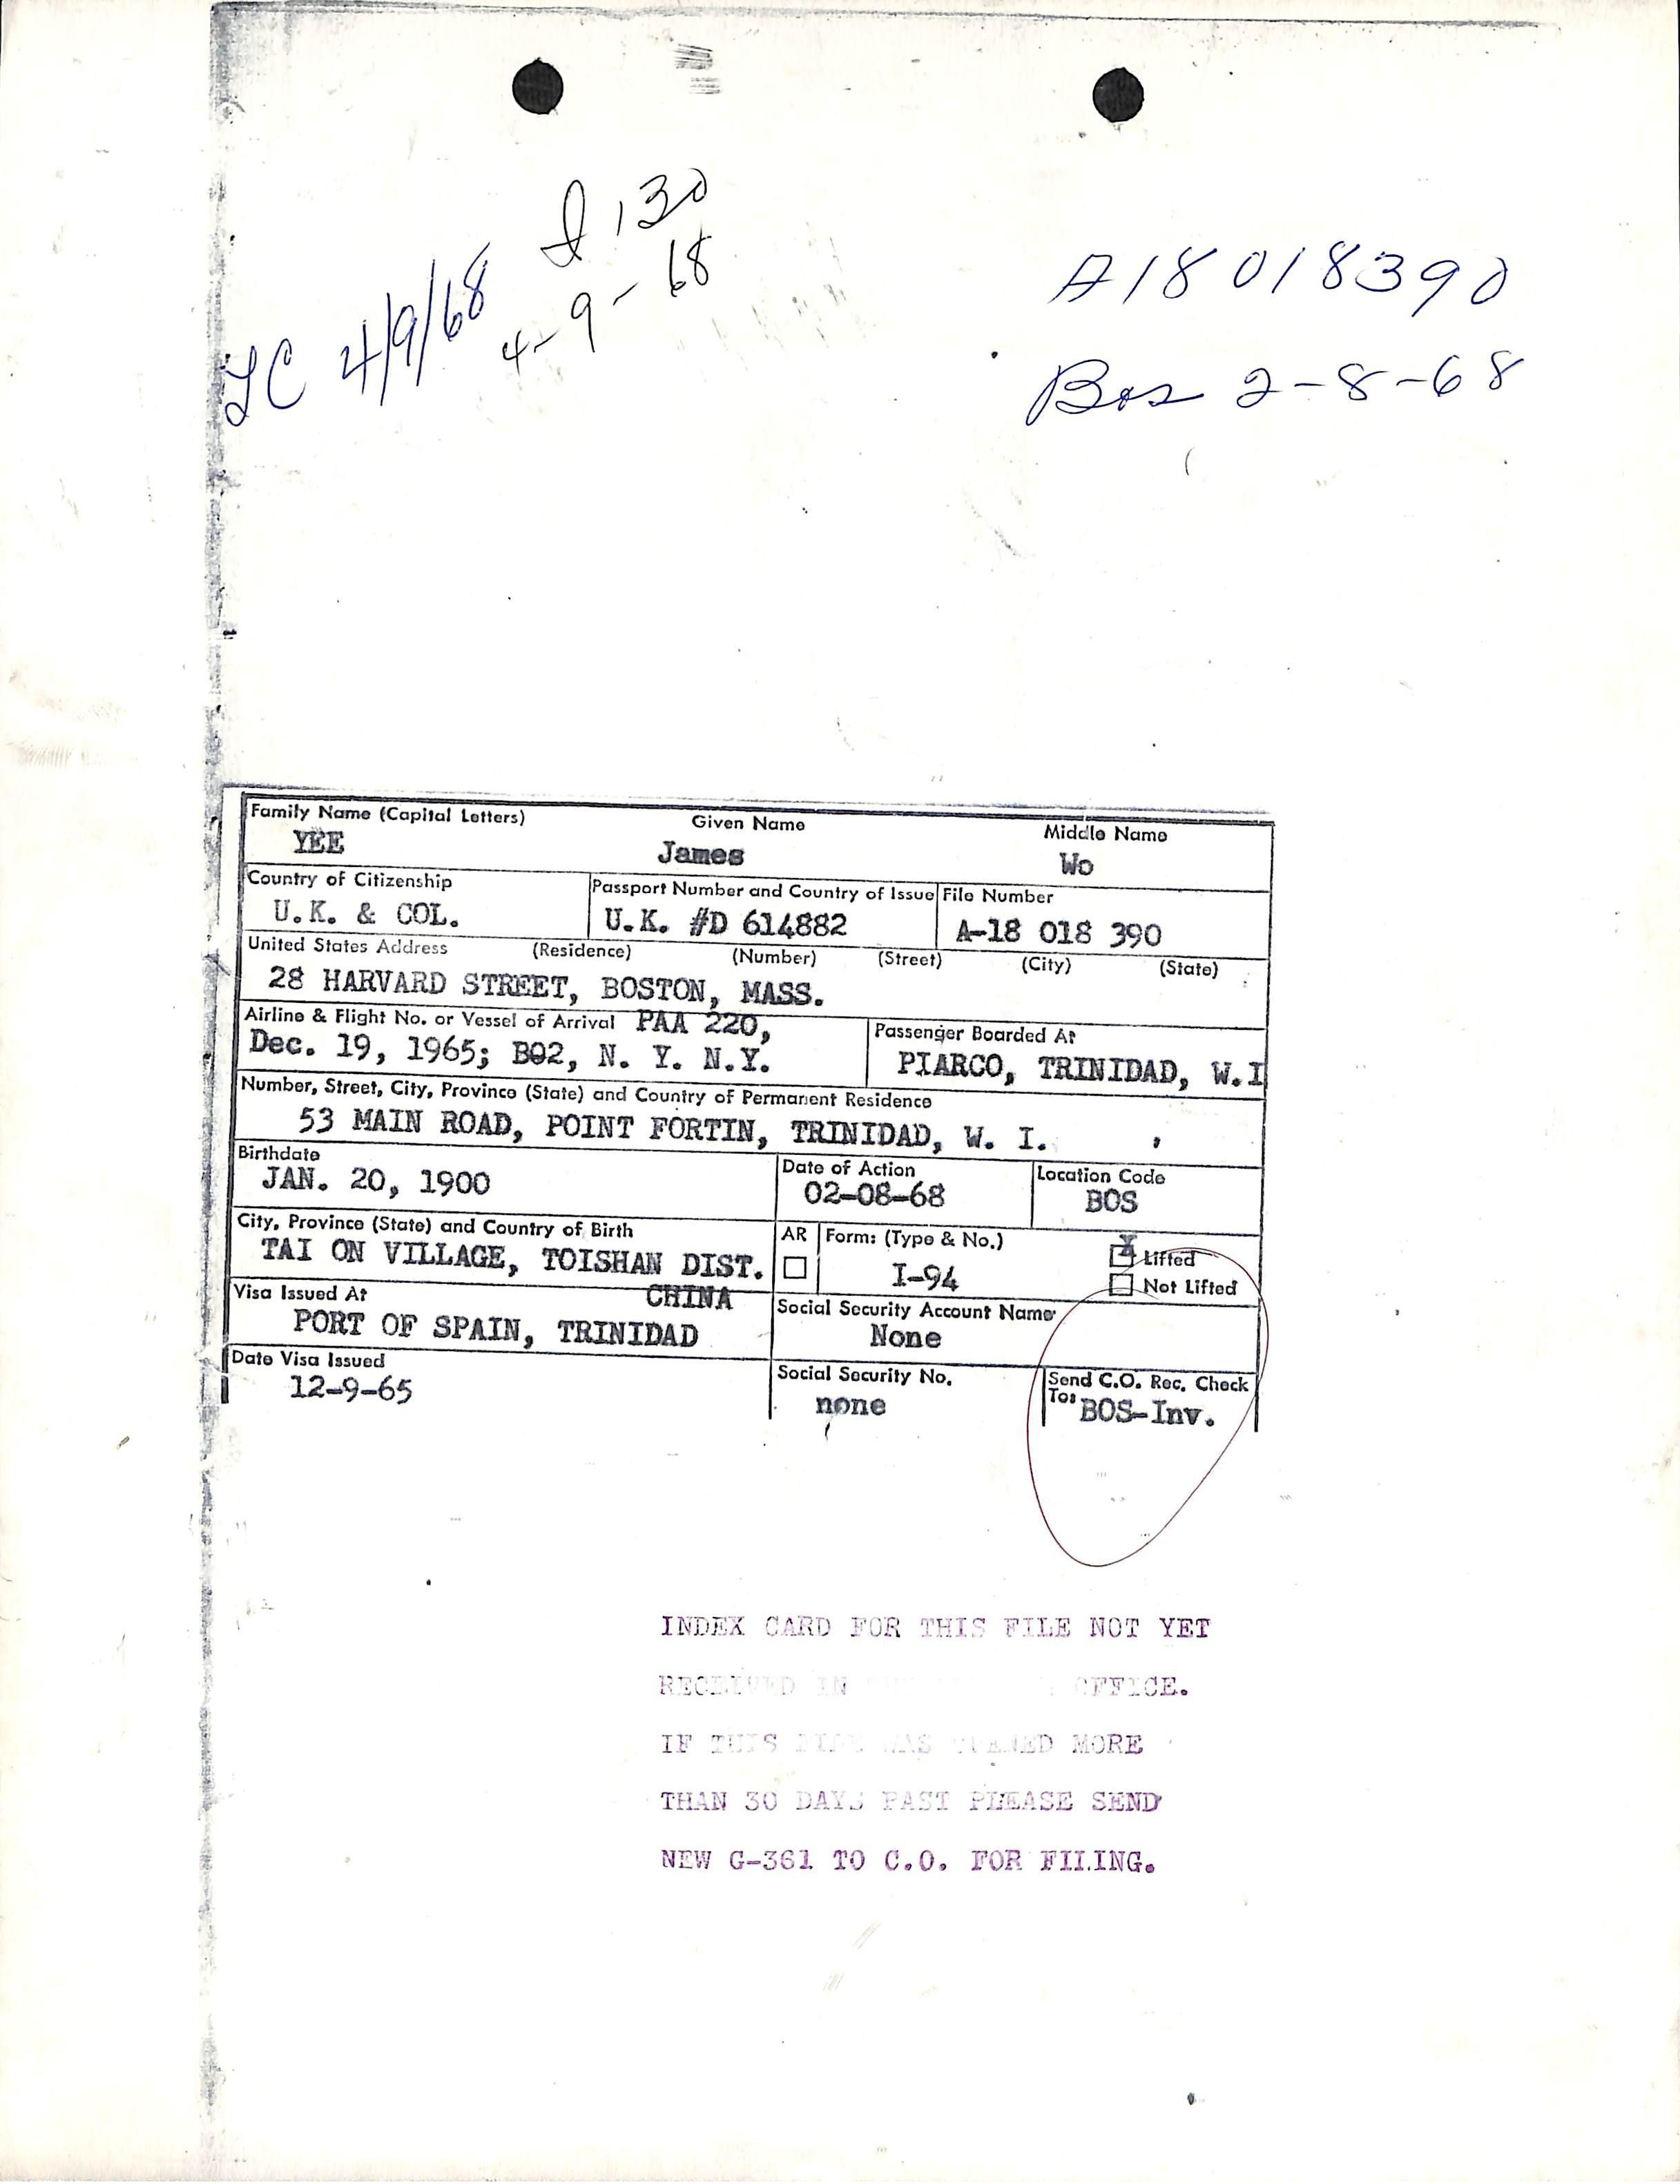 I 130
4-9-68
4/9/68
A18 018390
Bos 2-8-68
Family Name (Capital Letters) Given Name Middle Name
YEE James Wo
Country of Citizenship Passport Number and Country of Issue File Number
U.K. & COL. U.K. #D 614882 A-18 018 390
United States Address (Residence) (Number) (Street) (City) (State)
28 HARVARD STREET, BOSTON, MASS.
Airline & Flight No. or Vessel of Arrival PAA 220, Passenger Boarded At
Dec. 19, 1965; B02, N. Y. N.Y. PIARCO, TRINIDAD, W.I
Number, Street, City, Province (State) and Country of Permanent Residence
53 MAIN ROAD, POINT FORTIN, TRINIDAD, W. I.
Birthdate Date of Action Location Code
JAN. 20, 1900 02-08-68 BOS
City, Province (State) and Country of Birth AR Form: (Type & No.) X Lifted
TAI ON VILLAGE, TOISHAN DIST. I-94 Not Lifted
CHINA
Visa Issued At Social Security Account Name
PORT OF SPAIN, TRINIDAD None
Date Visa Issued Social Security No. Send C.O. Rec. Check
12-9-65 none To: BOS-Inv.
INDEX CARD FOR THIS FILE NOT YET
RECEIVED IN OFFICE.
IF THIS FILE WAS OPENED MORE
THAN 30 DAYS PAST PLEASE SEND
NEW G-361 TO C.O. FOR FILING.